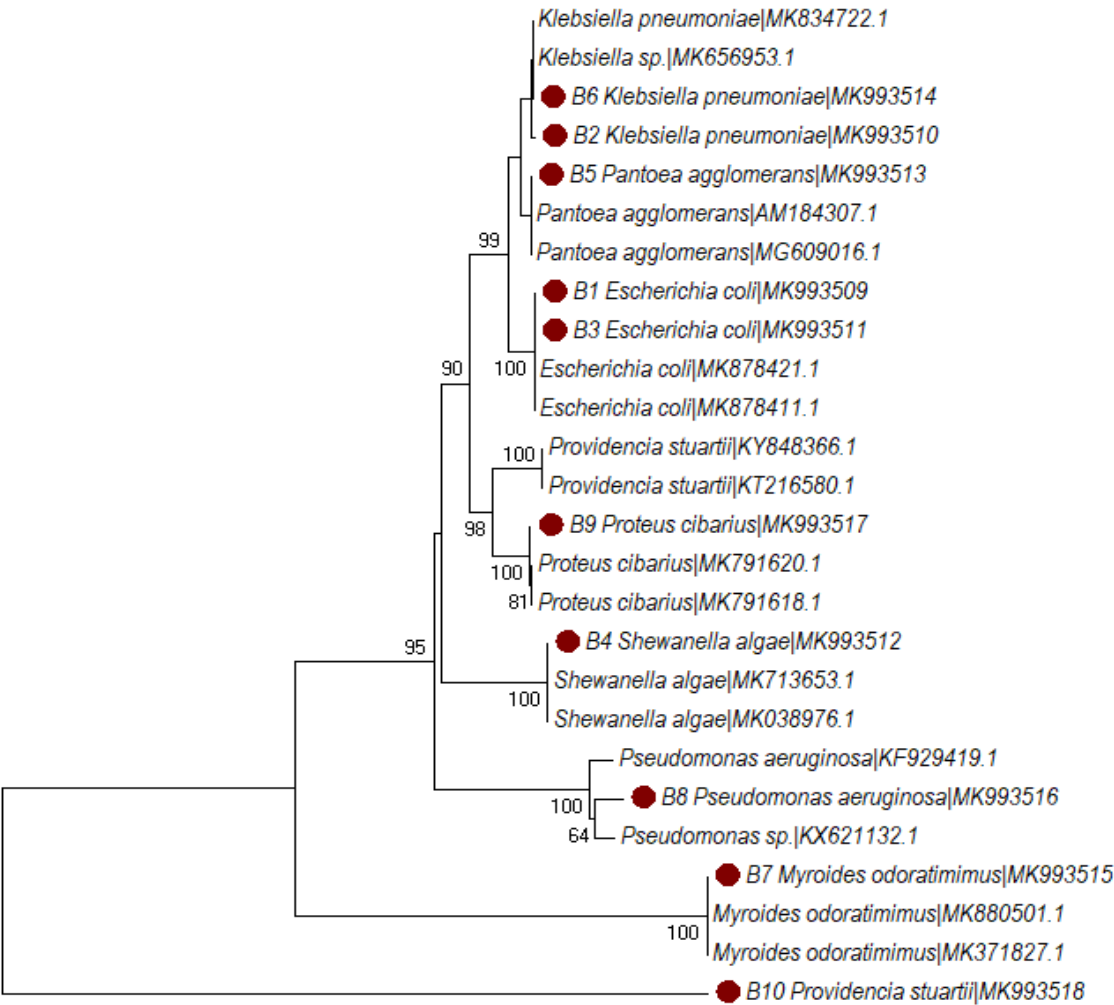 Klebsiella pneumoniae|MK834722.1
Klebsiella sp.|MK656953.1
B6 Klebsiella pneumoniae|MK993514
B2 Klebsiella pneumoniae|MK993510
B5 Pantoea agglomerans|MK993513
Pantoea agglomerans|AM184307.1
99
Pantoea agglomerans|MG609016.1
B1 Escherichia coli|MK993509
B3 Escherichia coli|MK993511
90
100
Escherichia coli|MK878421.1
Escherichia coli|MK878411.1
100
Providencia stuartii|KY848366.1
Providencia stuartii|KT216580.1
98
B9 Proteus cibarius|MK993517
100
Proteus cibarius|MK791620.1
81
Proteus cibarius|MK791618.1
95
B4 Shewanella algae|MK993512
Shewanella algae|MK713653.1
100
Shewanella algae|MK038976.1
Pseudomonas aeruginosa|KF929419.1
100
B8 Pseudomonas aeruginosa|MK993516
64
Pseudomonas sp.|KX621132.1
B7 Myroides odoratimimus|MK993515
Myroides odoratimimus|MK880501.1
100
Myroides odoratimimus|MK371827.1
B10 Providencia stuartii|MK993518